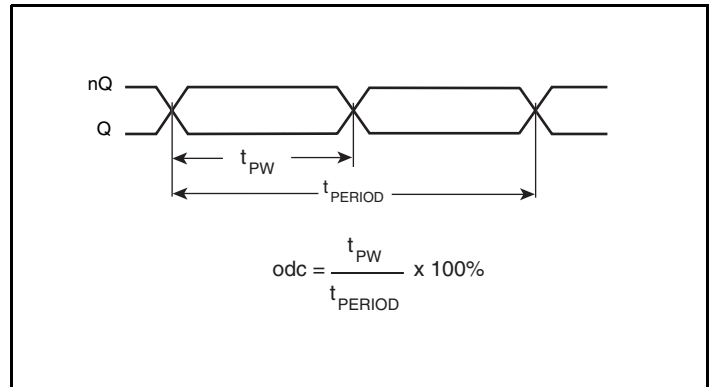 nQ
Q
tPW
tPERIOD
odc = tPW / tPERIOD x 100%